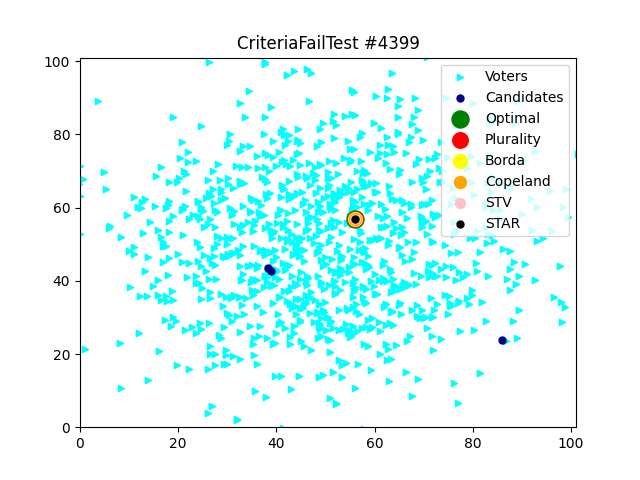 CriteriaFailTest #4399
100
80
60
40
20
0
0
20
40
60
80
100
Voters
Candidates
Optimal
Plurality
Borda
Copeland
STV
STAR